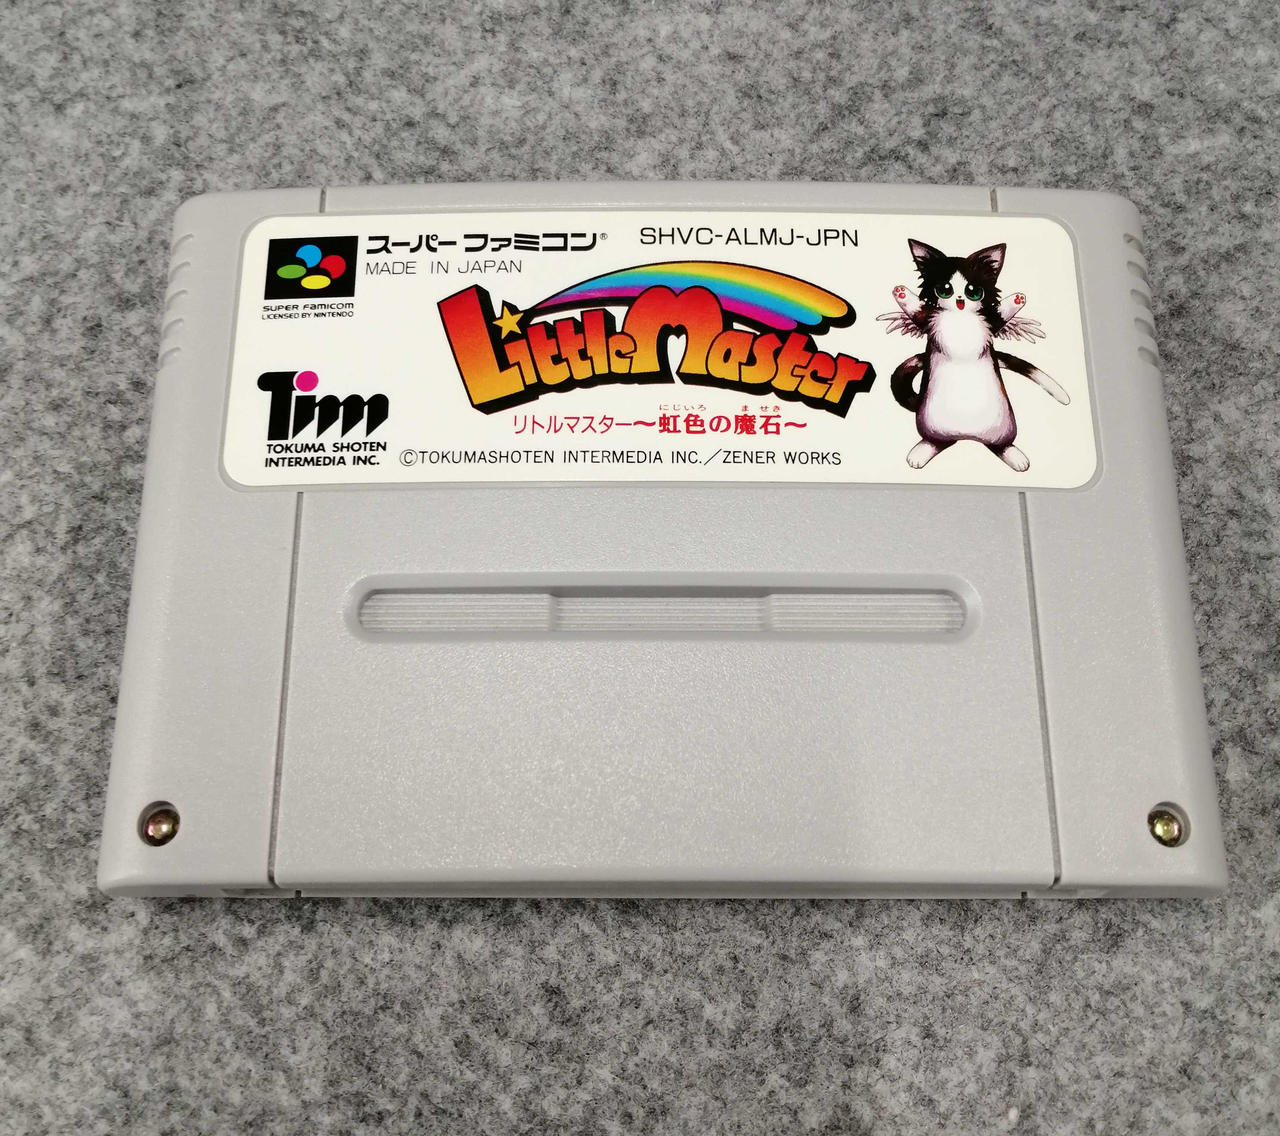 スーパーファミコン®
MADE IN JAPAN
SHVC-ALMJ-JPN
SUPER FAMICOM
LICENSED BY NINTENDO
Little Master
にじいろ ませき
リトルマスター〜虹色の魔石〜
Tim
TOKUMA SHOTEN
INTERMEDIA INC.
©TOKUMASHOTEN INTERMEDIA INC.／ZENER WORKS